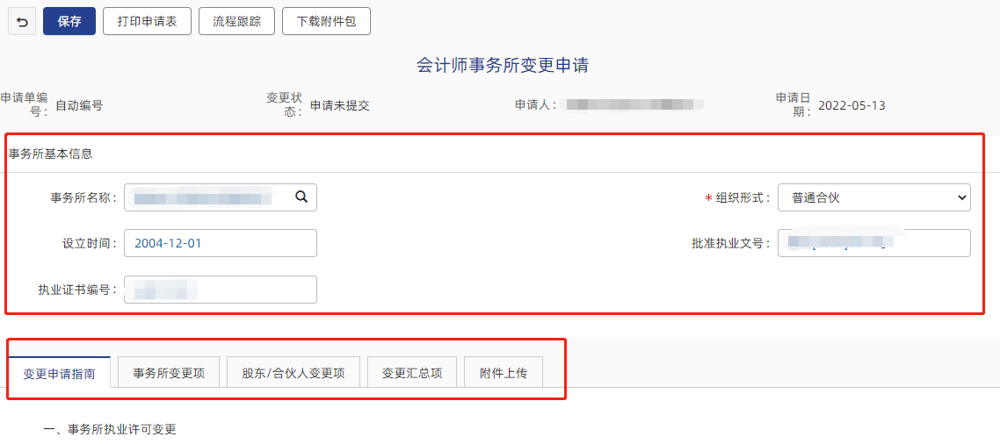 保存 打印申请表 流程跟踪 下载附件包
会计师事务所变更申请
申请单编号： 自动编号 变更状态： 申请未提交 申请人： 申请日期： 2022-05-13
事务所基本信息
事务所名称： * 组织形式： 普通合伙
设立时间： 2004-12-01 批准执业文号：
执业证书编号：
变更申请指南 事务所变更项 股东/合伙人变更项 变更汇总项 附件上传
一、事务所执业许可变更